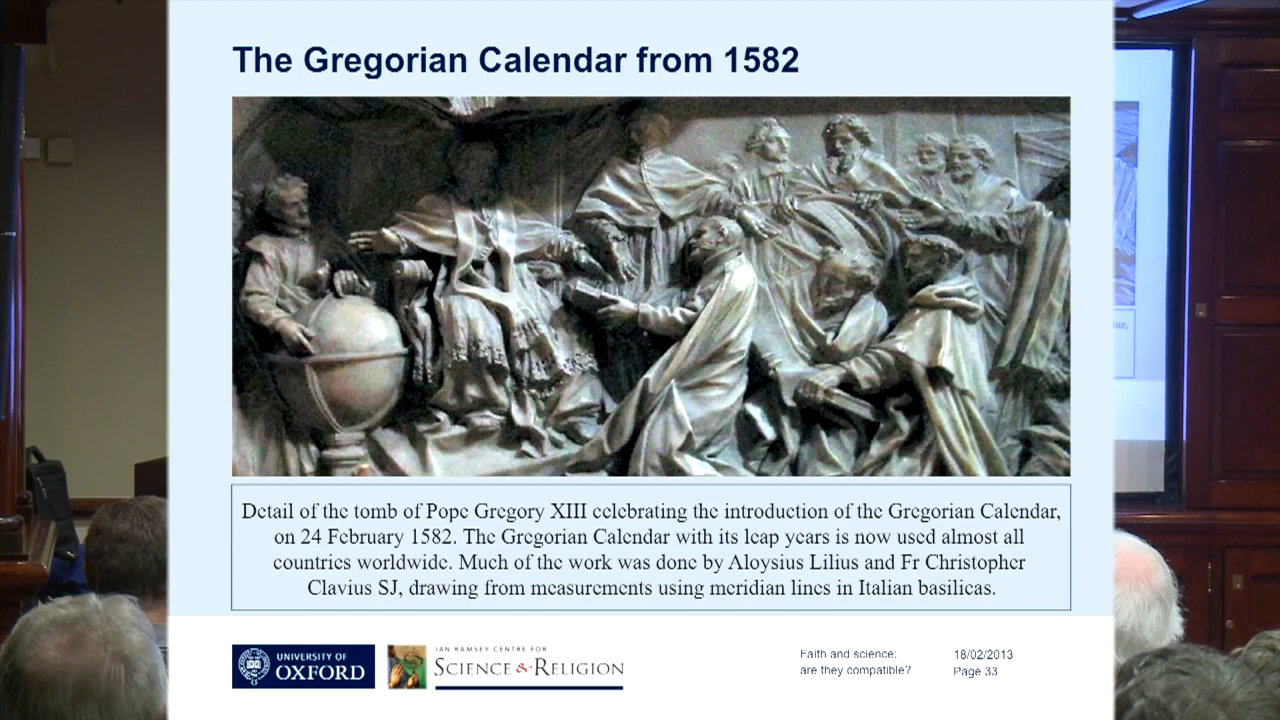 The Gregorian Calendar from 1582
Detail of the tomb of Pope Gregory XIII celebrating the introduction of the Gregorian Calendar,
on 24 February 1582. The Gregorian Calendar with its leap years is now used almost all
countries worldwide. Much of the work was done by Aloysius Lilius and Fr Christopher
Clavius SJ, drawing from measurements using meridian lines in Italian basilicas.
UNIVERSITY OF
OXFORD
IAN RAMSEY CENTRE FOR
SCIENCE & RELIGION
Faith and science:
are they compatible?
18/02/2013
Page 33